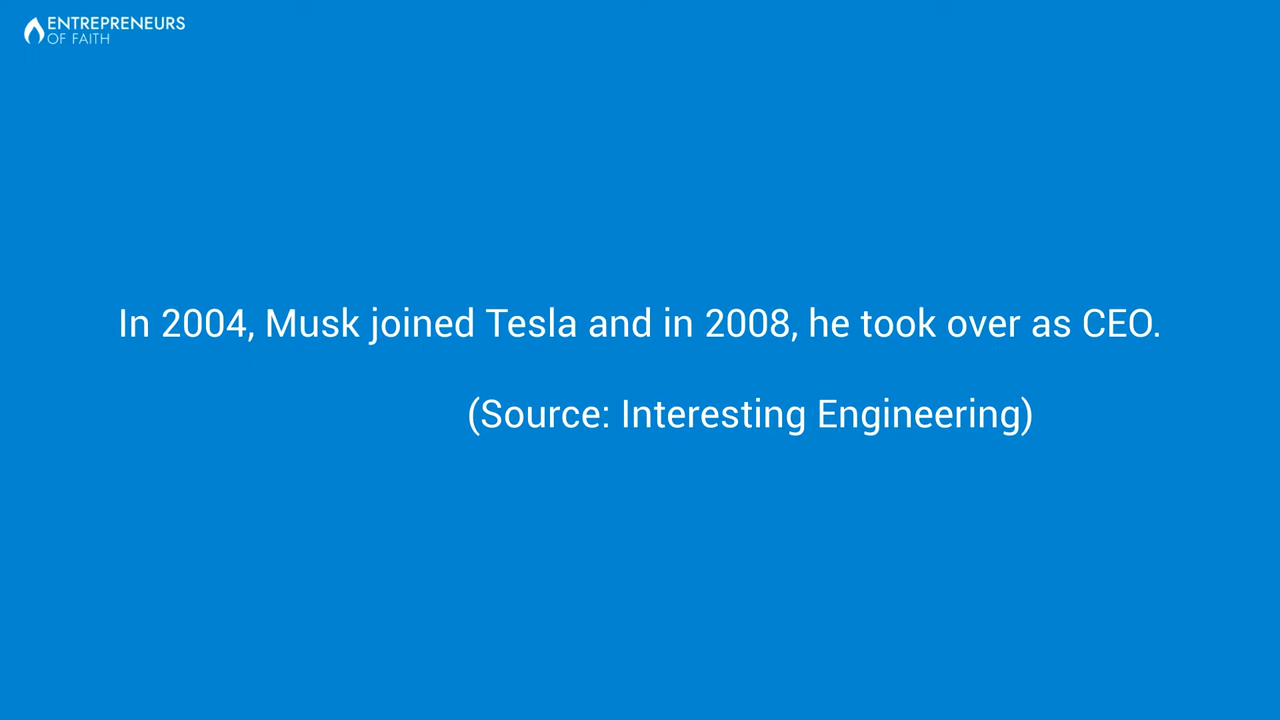 ENTREPRENEURS
OF FAITH
In 2004, Musk joined Tesla and in 2008, he took over as CEO.
(Source: Interesting Engineering)